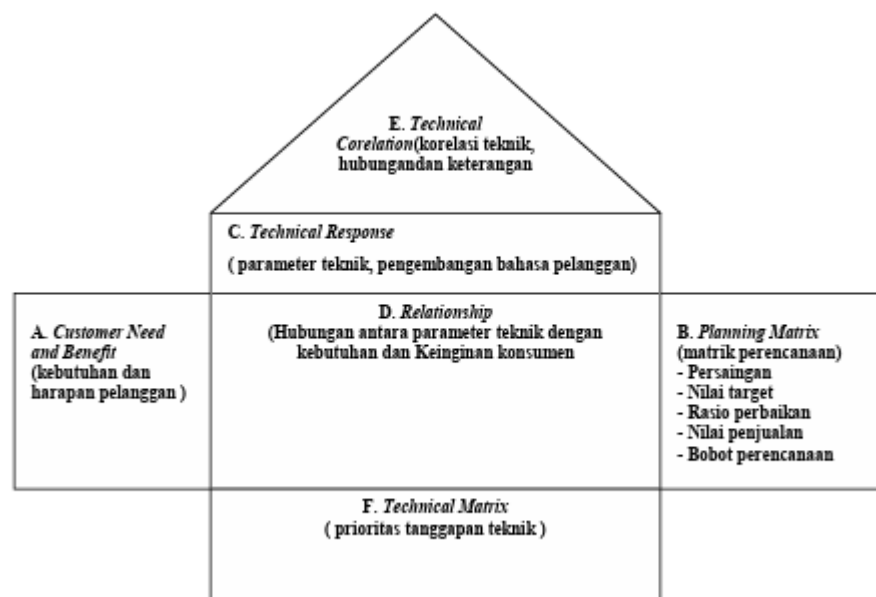 E. Technical
Corelation(korelasi teknik,
hubungandan keterangan
C. Technical Response
( parameter teknik, pengembangan bahasa pelanggan)
A. Customer Need
and Benefit
(kebutuhan dan
harapan pelanggan )
D. Relationship
(Hubungan antara parameter teknik dengan
kebutuhan dan Keinginan konsumen
B. Planning Matrix
(matrik perencanaan)
- Persaingan
- Nilai target
- Rasio perbaikan
- Nilai penjualan
- Bobot perencanaan
F. Technical Matrix
( prioritas tanggapan teknik )